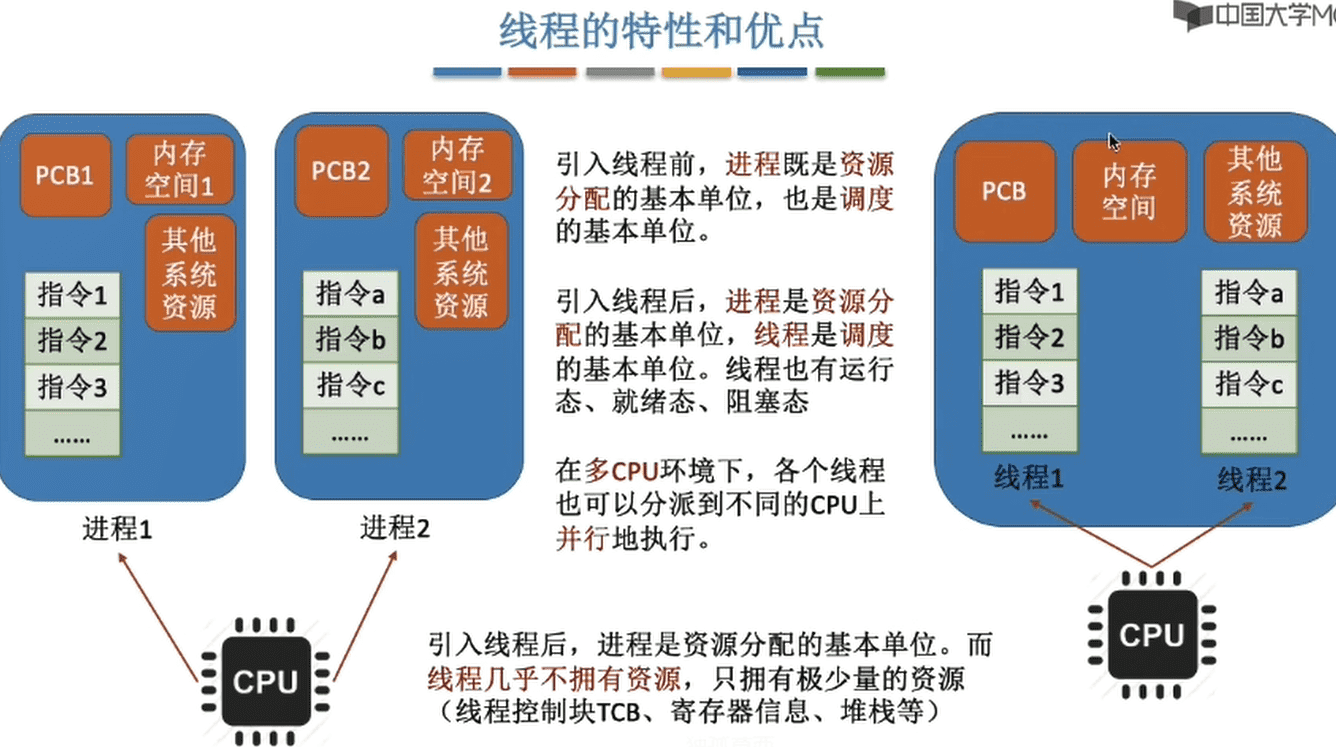 中国大学MO
线程的特性和优点
PCB1
内存
空间1
其他
系统
资源
指令1
指令2
指令3
……
进程1
PCB2
内存
空间2
其他
系统
资源
指令a
指令b
指令c
……
进程2
CPU
引入线程前，进程既是资源
分配的基本单位，也是调度
的基本单位。
引入线程后，进程是资源分
配的基本单位，线程是调度
的基本单位。线程也有运行
态、就绪态、阻塞态
在多CPU环境下，各个线程
也可以分派到不同的CPU上
并行地执行。
PCB
内存
空间
其他
系统
资源
指令1
指令2
指令3
……
线程1
指令a
指令b
指令c
……
线程2
CPU
引入线程后，进程是资源分配的基本单位。而
线程几乎不拥有资源，只拥有极少量的资源
（线程控制块TCB、寄存器信息、堆栈等）